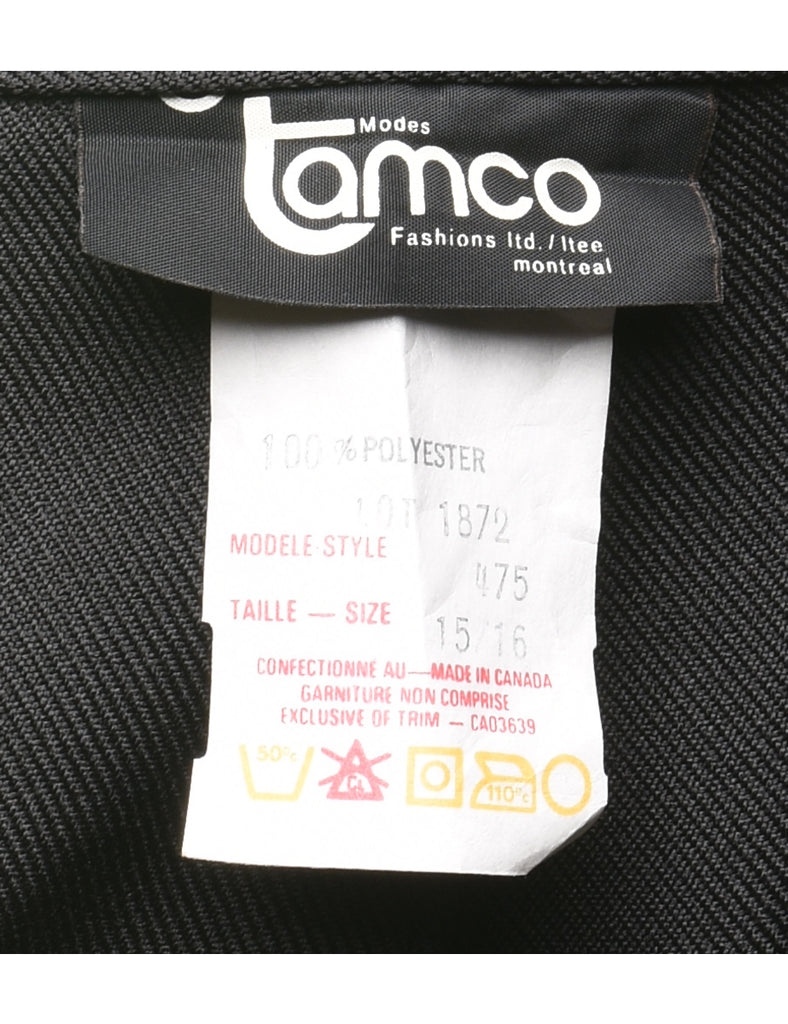 Modes
tamco
Fashions ltd./ltee
montreal
100 % POLYESTER
LOT 1872
MODELE-STYLE
475
TAILLE — SIZE
15/16
CONFECTIONNE AU—MADE IN CANADA
GARNITURE NON COMPRISE
EXCLUSIVE OF TRIM — CA03639
50°c
CL
110°c